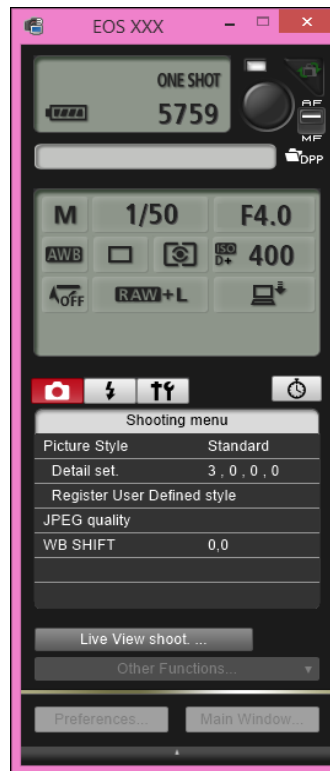 EOS XXX
ONE SHOT
5759
AF
MF
DPP
M 1/50 F4.0
AWB ISO D+ 400
OFF RAW+L
Shooting menu
Picture Style Standard
Detail set. 3 , 0 , 0 , 0
Register User Defined style
JPEG quality
WB SHIFT 0,0
Live View shoot. ...
Other Functions...
Preferences... Main Window...